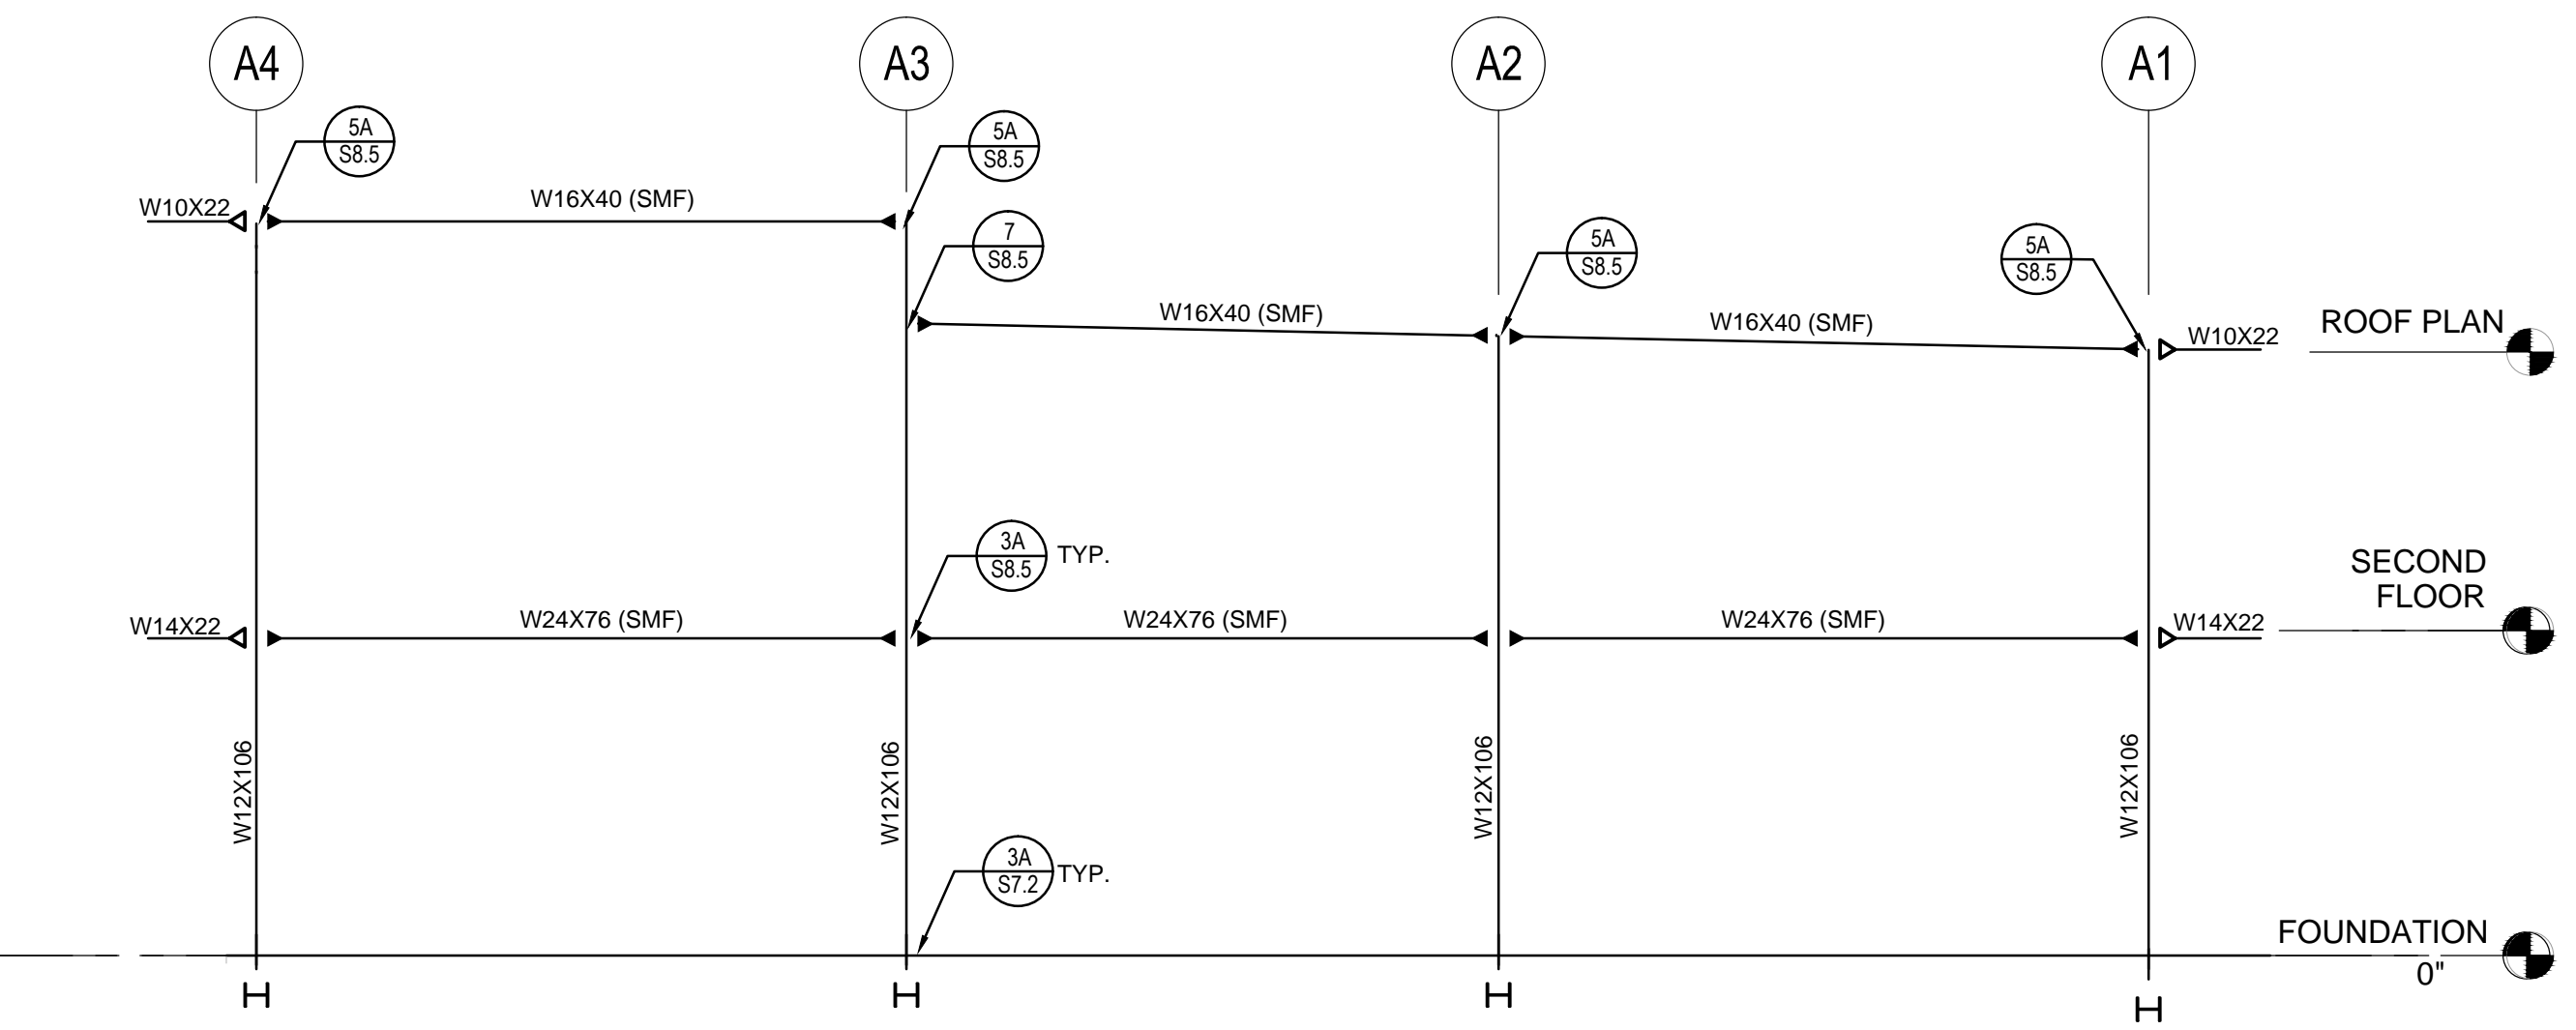 A4
A3
A2
A1
5A
S8.5
5A
S8.5
W10X22
W16X40 (SMF)
7
S8.5
5A
S8.5
5A
S8.5
W16X40 (SMF)
W16X40 (SMF)
W10X22
ROOF PLAN
3A
S8.5
TYP.
SECOND
FLOOR
W14X22
W24X76 (SMF)
W24X76 (SMF)
W24X76 (SMF)
W14X22
W12X106
W12X106
W12X106
W12X106
3A
S7.2
TYP.
FOUNDATION
0"